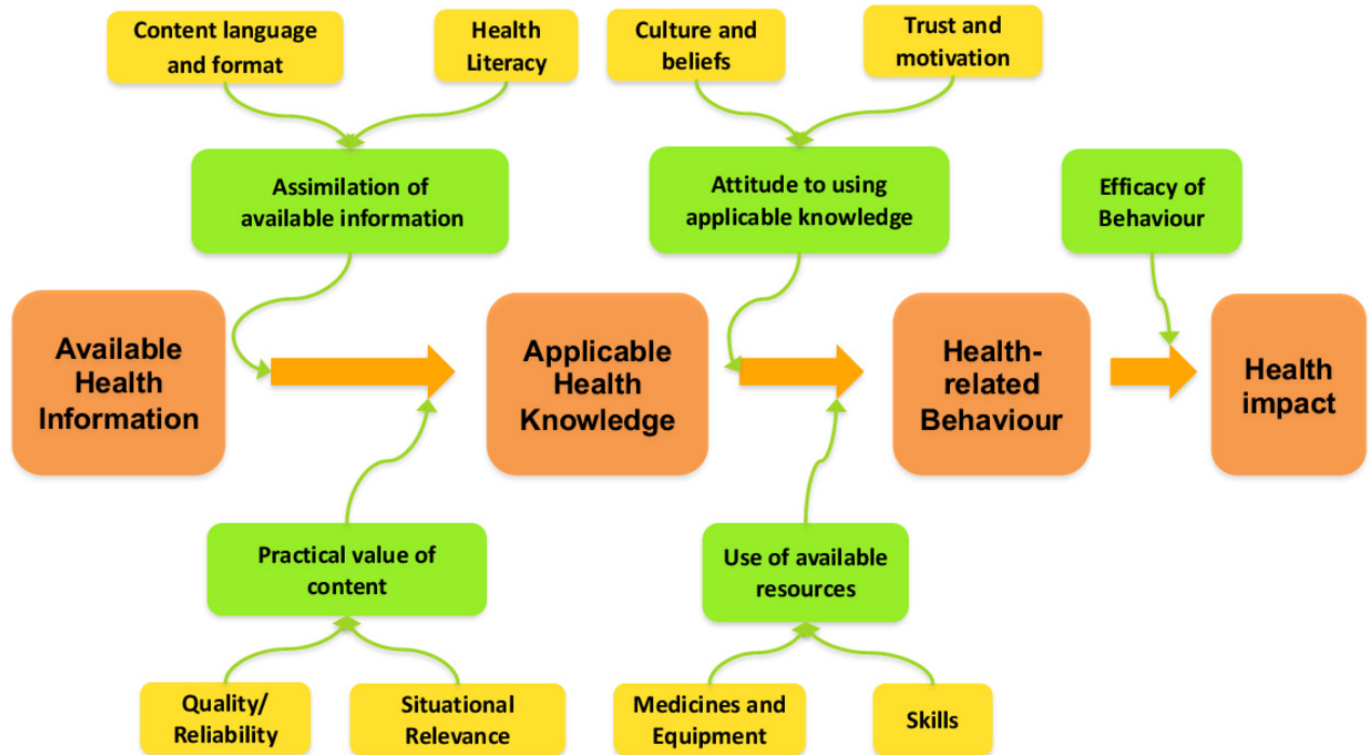 Content language
and format
Health
Literacy
Culture and
beliefs
Trust and
motivation
Assimilation of
available information
Attitude to using
applicable knowledge
Efficacy of
Behaviour
Available
Health
Information
Applicable
Health
Knowledge
Health-
related
Behaviour
Health
impact
Practical value of
content
Use of available
resources
Quality/
Reliability
Situational
Relevance
Medicines and
Equipment
Skills